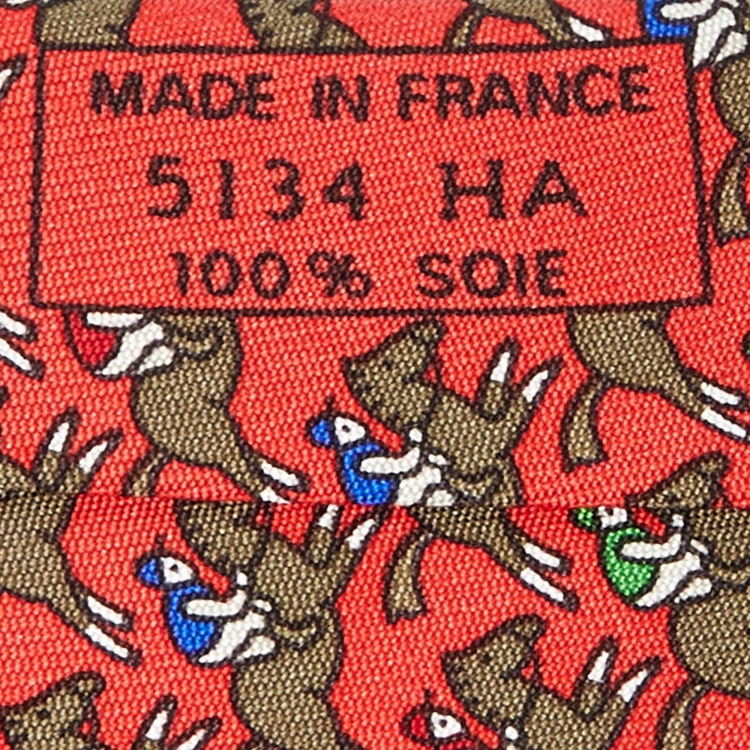 MADE IN FRANCE
5134 HA
100% SOIE